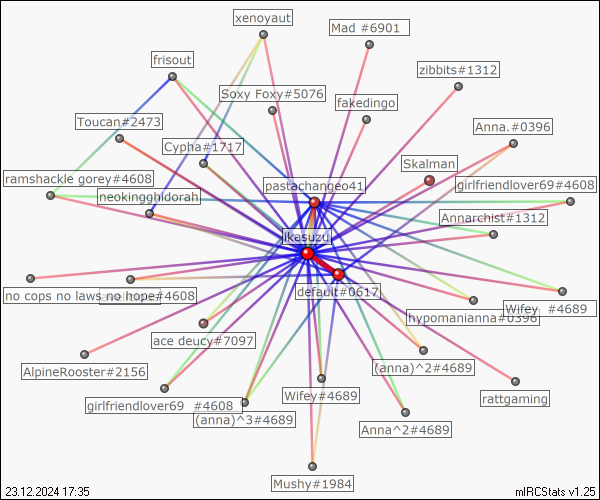 xenoyaut
Mad #6901
frisout
zibbits#1312
Soxy Foxy#5076
fakedingo
Toucan#2473
Anna.#0396
Cypha#1717
Skalman
ramshackle gorey#4608
pastachangeo41
girlfriendlover69#4608
neokingghidorah
Annarchist#1312
ikasuzu
default#0617
no cops no laws no hope
#4608
Wifey #4689
hypomanianna#0396
ace deucy#7097
AlpineRooster#2156
(anna)^2#4689
Wifey#4689
rattgaming
girlfriendlover69 #4608
(anna)^3#4689
Anna^2#4689
Mushy#1984
23.12.2024 17:35
mIRCStats v1.25